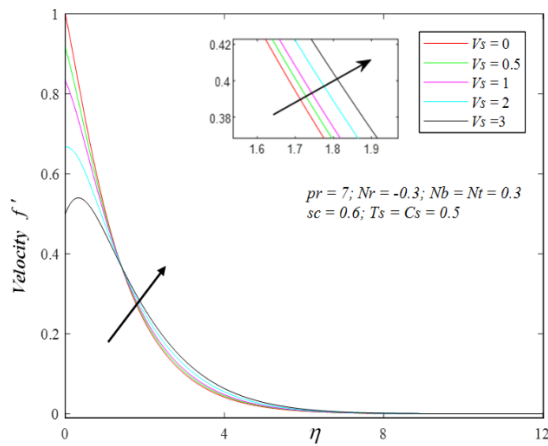 1
0.8
0.6
0.4
0.2
0
Velocity f '
0
4
8
12
η
0.42
0.4
0.38
1.6
1.7
1.8
1.9
Vs = 0
Vs = 0.5
Vs = 1
Vs = 2
Vs =3
pr = 7; Nr = -0.3; Nb = Nt = 0.3
sc = 0.6; Ts = Cs = 0.5